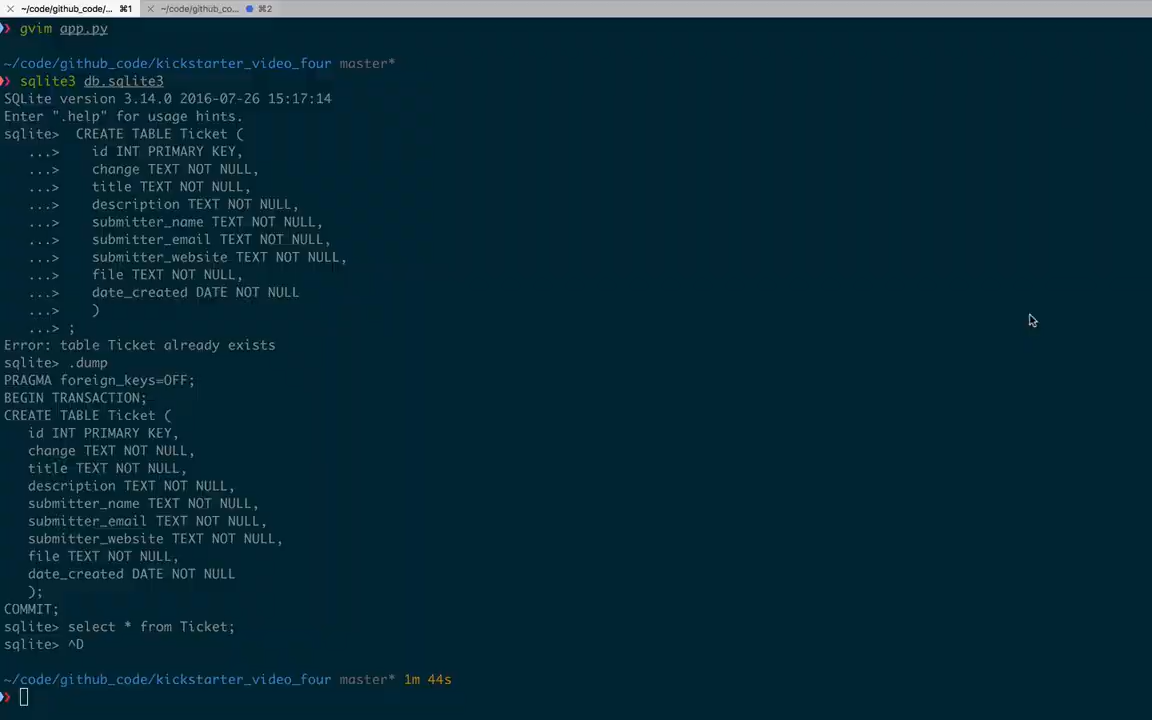 ~/code/github_code/... ⌘1 ~/code/github_co... ⌘2
❯ gvim app.py
~/code/github_code/kickstarter_video_four master*
❯ sqlite3 db.sqlite3
SQLite version 3.14.0 2016-07-26 15:17:14
Enter ".help" for usage hints.
sqlite>  CREATE TABLE Ticket (
   ...>    id INT PRIMARY KEY,
   ...>    change TEXT NOT NULL,
   ...>    title TEXT NOT NULL,
   ...>    description TEXT NOT NULL,
   ...>    submitter_name TEXT NOT NULL,
   ...>    submitter_email TEXT NOT NULL,
   ...>    submitter_website TEXT NOT NULL,
   ...>    file TEXT NOT NULL,
   ...>    date_created DATE NOT NULL
   ...>    )
   ...> ;
Error: table Ticket already exists
sqlite> .dump
PRAGMA foreign_keys=OFF;
BEGIN TRANSACTION;
CREATE TABLE Ticket (
   id INT PRIMARY KEY,
   change TEXT NOT NULL,
   title TEXT NOT NULL,
   description TEXT NOT NULL,
   submitter_name TEXT NOT NULL,
   submitter_email TEXT NOT NULL,
   submitter_website TEXT NOT NULL,
   file TEXT NOT NULL,
   date_created DATE NOT NULL
   );
COMMIT;
sqlite> select * from Ticket;
sqlite> ^D
~/code/github_code/kickstarter_video_four master* 1m 44s
❯